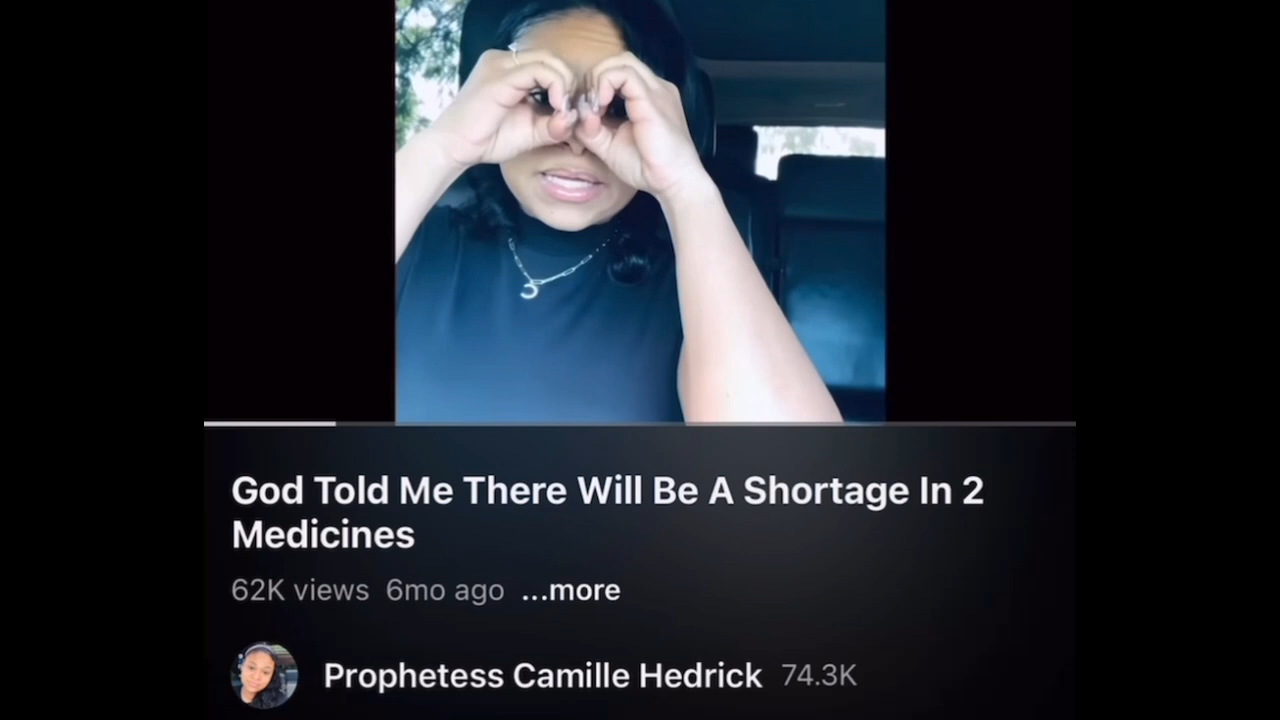 God Told Me There Will Be A Shortage In 2
Medicines
62K views 6mo ago ...more
Prophetess Camille Hedrick 74.3K